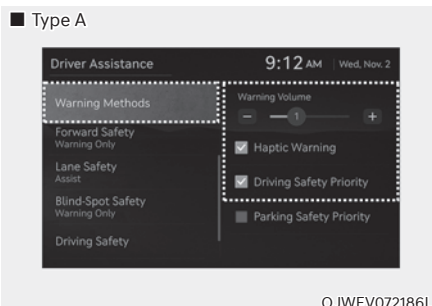 ■ Type A
Driver Assistance
9:12 AM
Wed, Nov. 2
Warning Methods
Forward Safety
Warning Only
Lane Safety
Assist
Blind-Spot Safety
Warning Only
Driving Safety
Warning Volume
− 1 +
Haptic Warning
Driving Safety Priority
Parking Safety Priority
OJWEV072186L